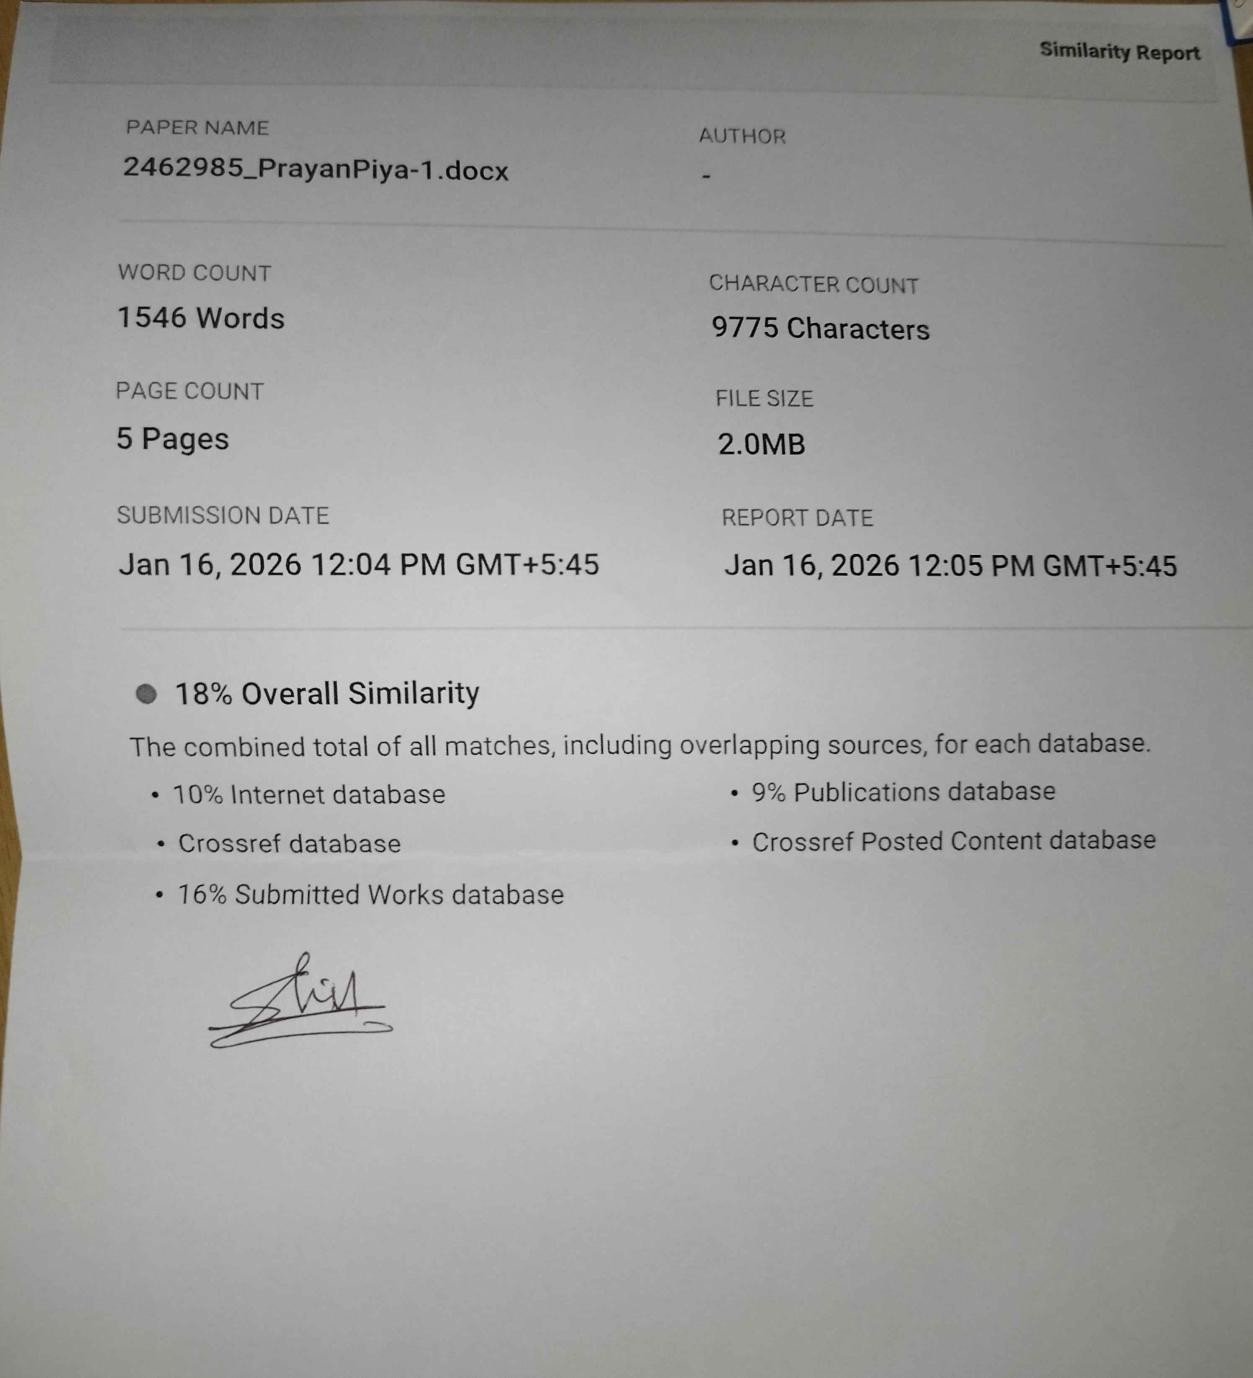 Similarity Report
PAPER NAME
2462985_PrayanPiya-1.docx
AUTHOR
-
WORD COUNT
1546 Words
CHARACTER COUNT
9775 Characters
PAGE COUNT
5 Pages
FILE SIZE
2.0MB
SUBMISSION DATE
Jan 16, 2026 12:04 PM GMT+5:45
REPORT DATE
Jan 16, 2026 12:05 PM GMT+5:45
18% Overall Similarity
The combined total of all matches, including overlapping sources, for each database.
• 10% Internet database
• 9% Publications database
• Crossref database
• Crossref Posted Content database
• 16% Submitted Works database